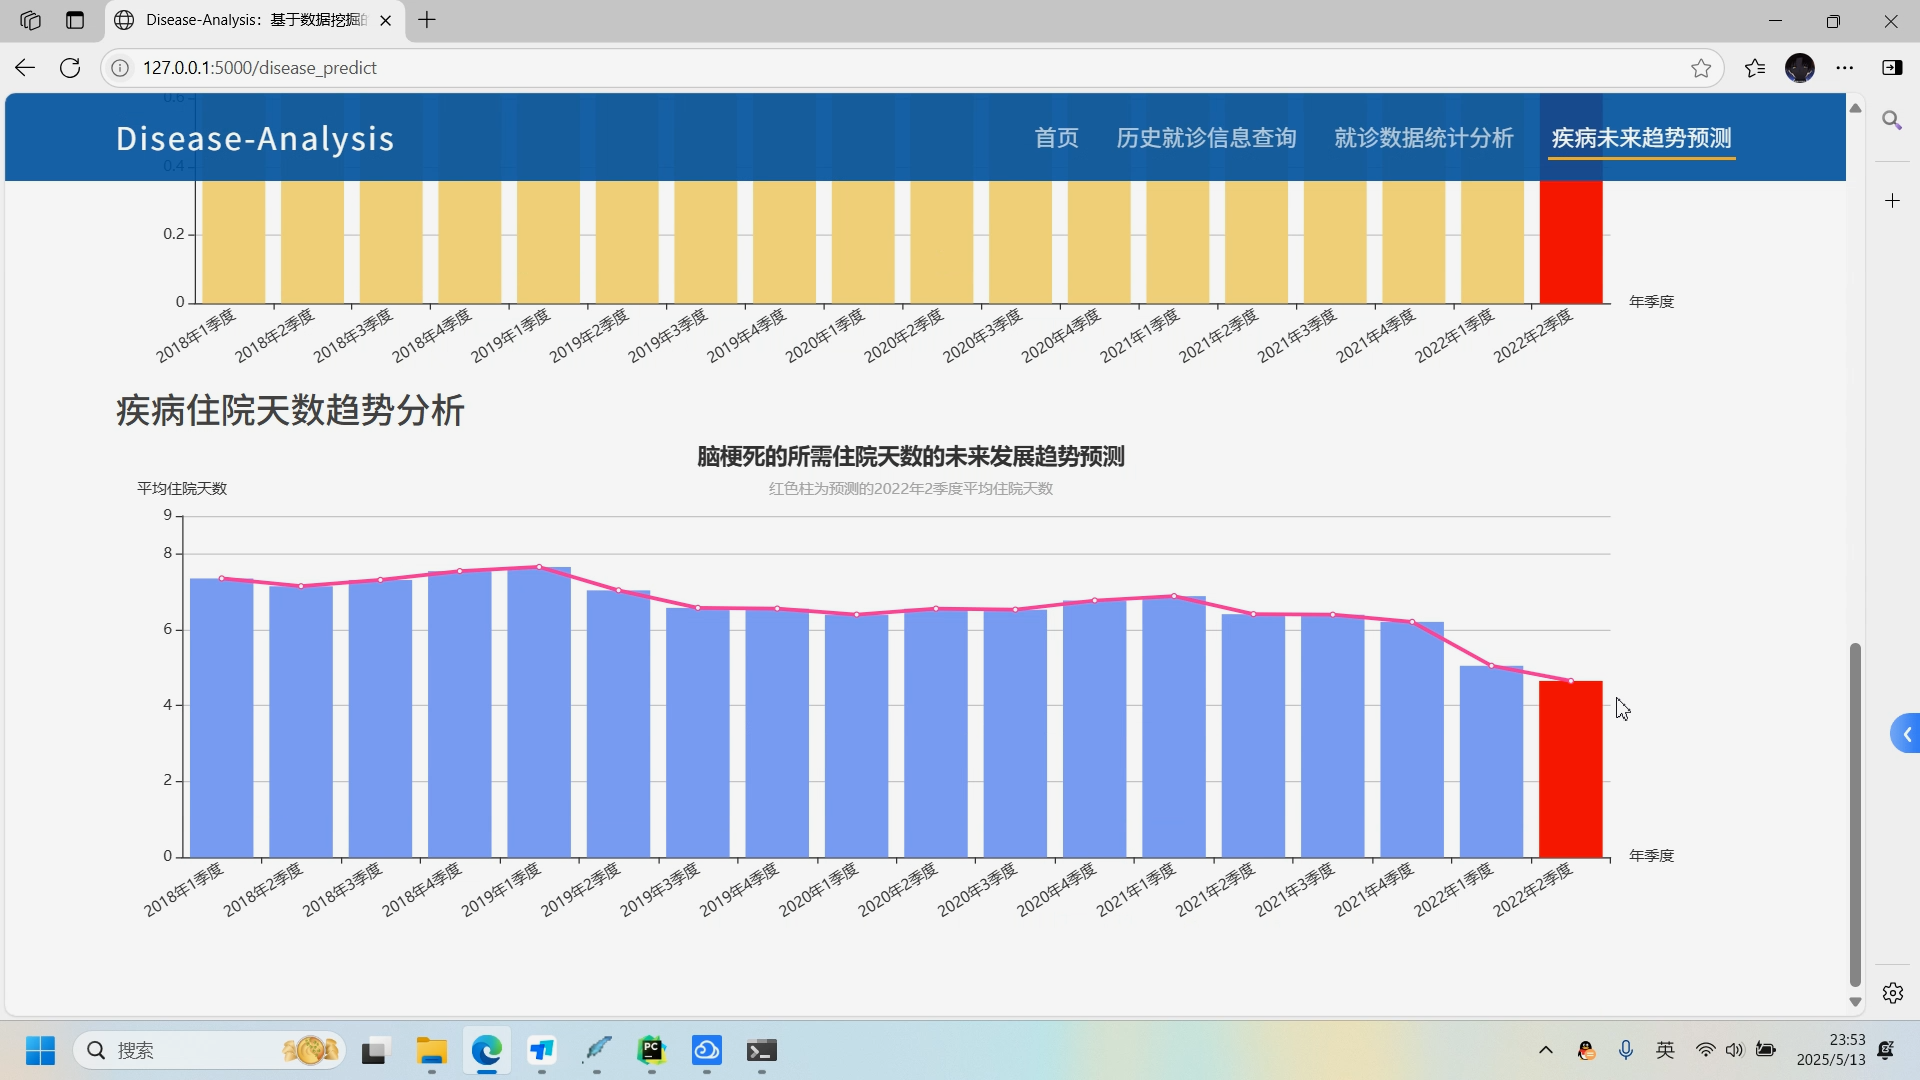 Disease-Analysis：基于数据挖掘
127.0.0.1:5000/disease_predict
Disease-Analysis
首页
历史就诊信息查询
就诊数据统计分析
疾病未来趋势预测
0.6
0.4
0.2
0
2018年1季度
2018年2季度
2018年3季度
2018年4季度
2019年1季度
2019年2季度
2019年3季度
2019年4季度
2020年1季度
2020年2季度
2020年3季度
2020年4季度
2021年1季度
2021年2季度
2021年3季度
2021年4季度
2022年1季度
2022年2季度
年季度
疾病住院天数趋势分析
脑梗死的所需住院天数的未来发展趋势预测
红色柱为预测的2022年2季度平均住院天数
平均住院天数
9
8
6
4
2
0
2018年1季度
2018年2季度
2018年3季度
2018年4季度
2019年1季度
2019年2季度
2019年3季度
2019年4季度
2020年1季度
2020年2季度
2020年3季度
2020年4季度
2021年1季度
2021年2季度
2021年3季度
2021年4季度
2022年1季度
2022年2季度
年季度
搜索
PC
英
23:53
2025/5/13